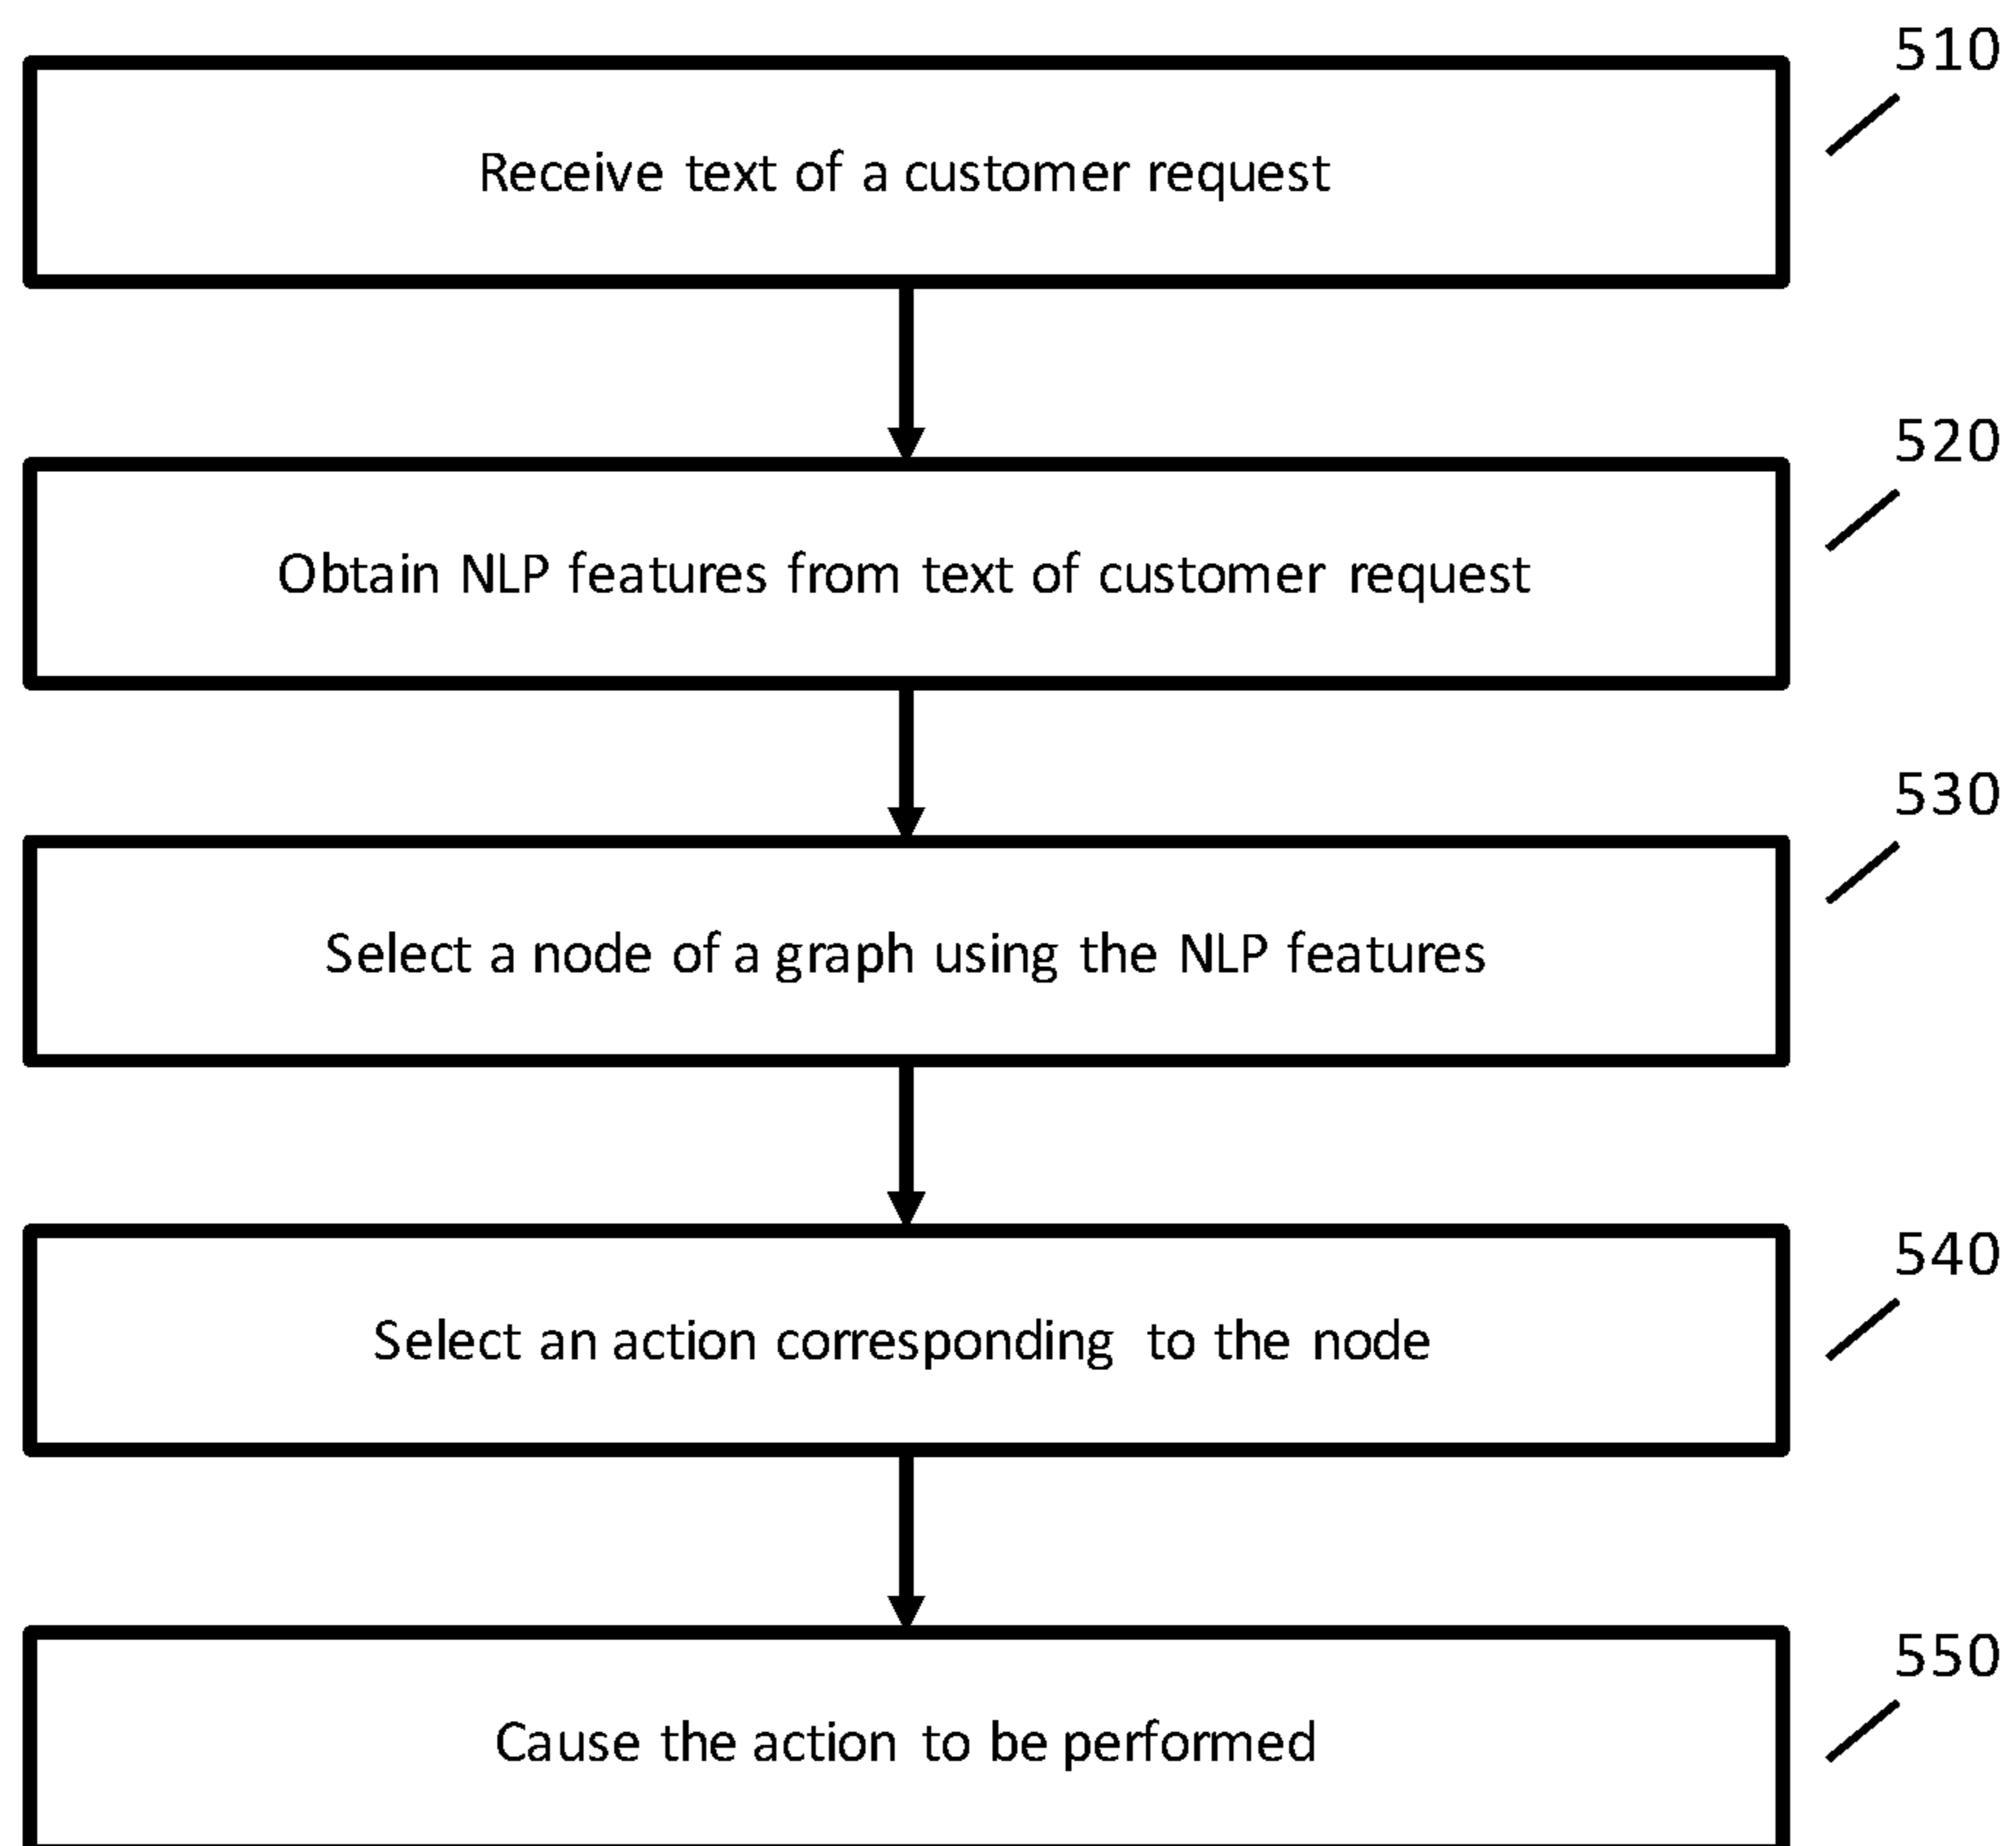 510
Receive text of a customer request
520
Obtain NLP features from text of customer request
530
Select a node of a graph using the NLP features
540
Select an action corresponding to the node
550
Cause the action to be performed